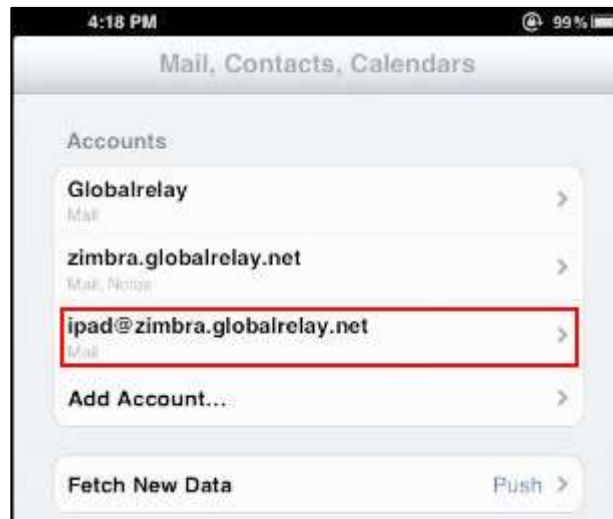 4:18 PM 99%
Mail, Contacts, Calendars
Accounts
Globalrelay
Mail
zimbra.globalrelay.net
Mail, Notes
ipad@zimbra.globalrelay.net
Mail
Add Account...
Fetch New Data Push